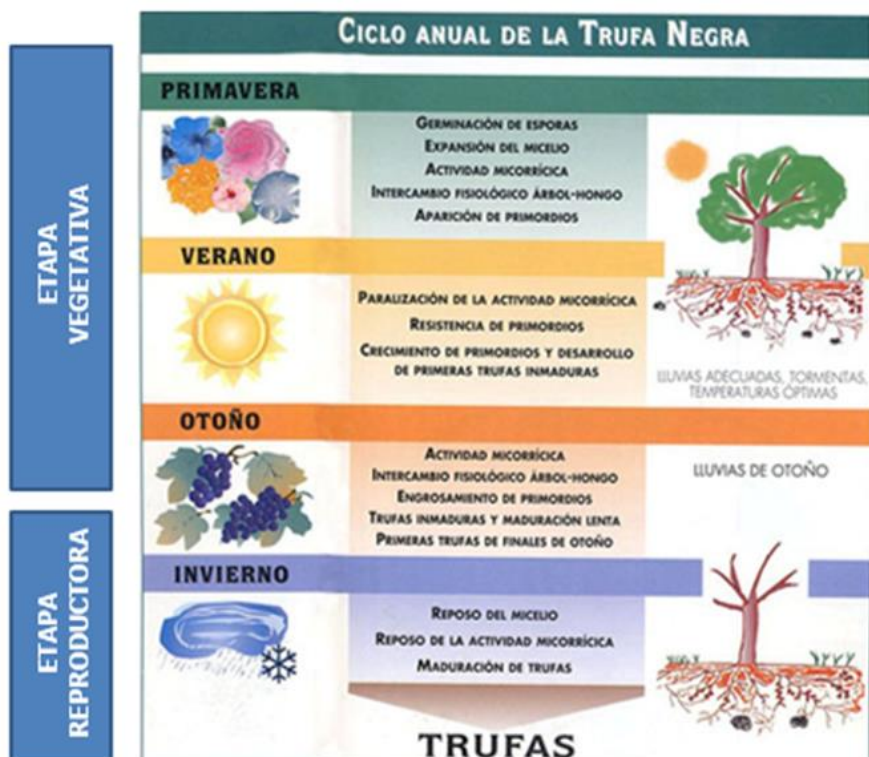 CICLO ANUAL DE LA TRUFA NEGRA
ETAPA
VEGETATIVA
PRIMAVERA
GERMINACIÓN DE ESPORAS
EXPANSIÓN DEL MICELIO
ACTIVIDAD MICORRÍCICA
INTERCAMBIO FISIOLÓGICO ÁRBOL-HONGO
APARICIÓN DE PRIMORDIOS
VERANO
PARALIZACIÓN DE LA ACTIVIDAD MICORRÍCICA
RESISTENCIA DE PRIMORDIOS
CRECIMIENTO DE PRIMORDIOS Y DESARROLLO
DE PRIMERAS TRUFAS INMADURAS
LLUVIAS ADECUADAS, TORMENTAS,
TEMPERATURAS ÓPTIMAS
OTOÑO
ACTIVIDAD MICORRÍCICA
INTERCAMBIO FISIOLÓGICO ÁRBOL-HONGO
ENGROSAMIENTO DE PRIMORDIOS
TRUFAS INMADURAS Y MADURACIÓN LENTA
PRIMERAS TRUFAS DE FINALES DE OTOÑO
LLUVIAS DE OTOÑO
ETAPA
REPRODUCTORA
INVIERNO
REPOSO DEL MICELIO
REPOSO DE LA ACTIVIDAD MICORRÍCICA
MADURACIÓN DE TRUFAS
TRUFAS